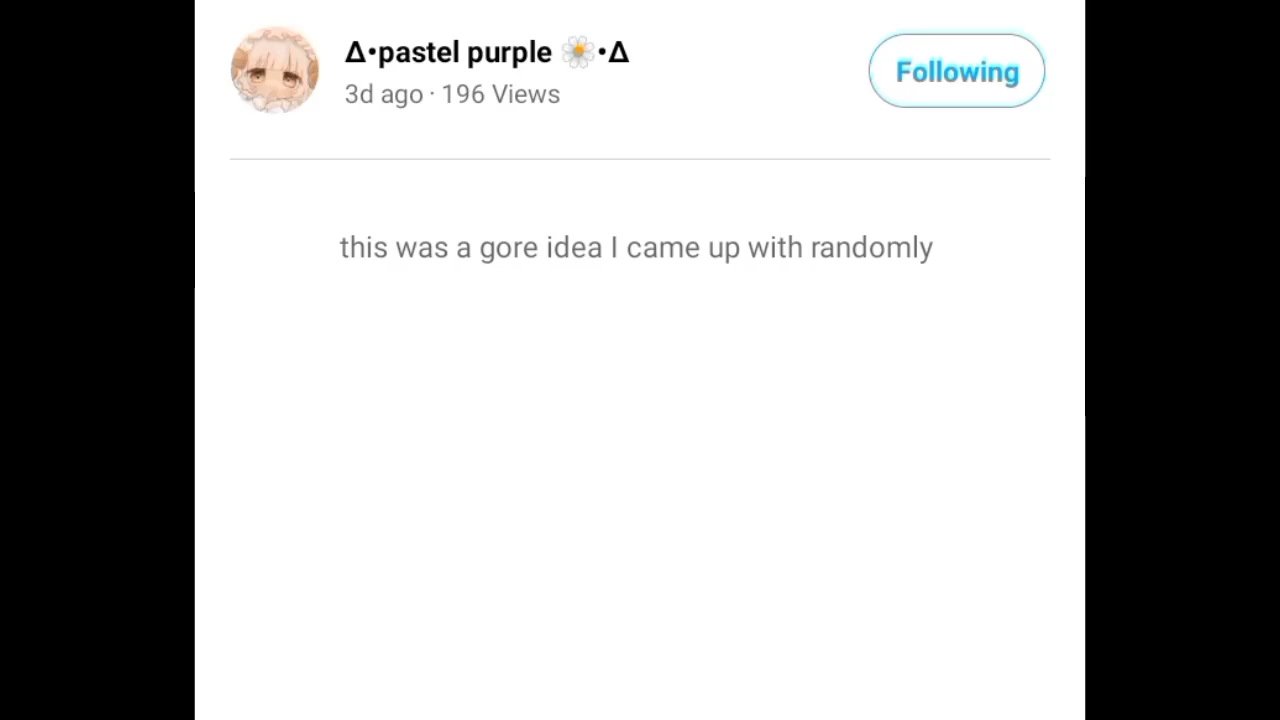 Δ•pastel purple 🌼•Δ
3d ago · 196 Views
Following
this was a gore idea I came up with randomly